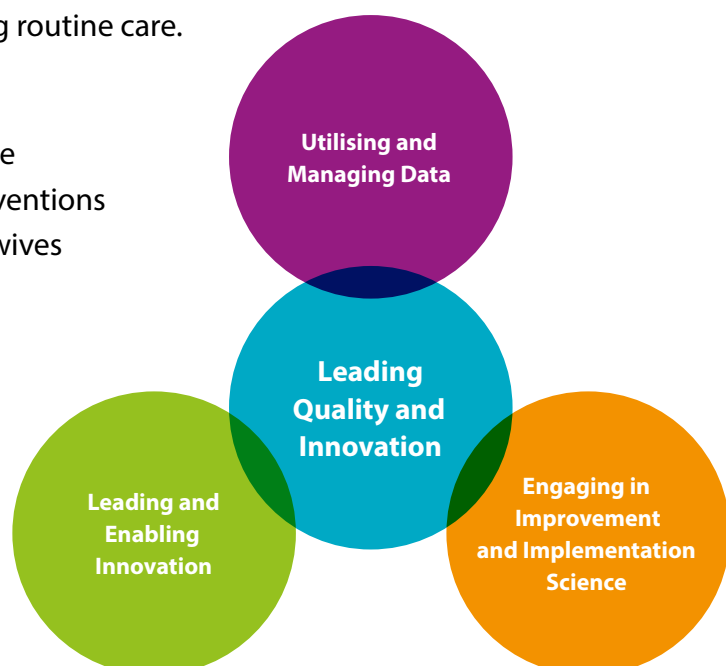 g routine care.
e
ventions
wives
Utilising and
Managing Data
Leading
Quality and
Innovation
Leading and
Enabling
Innovation
Engaging in
Improvement
and Implementation
Science